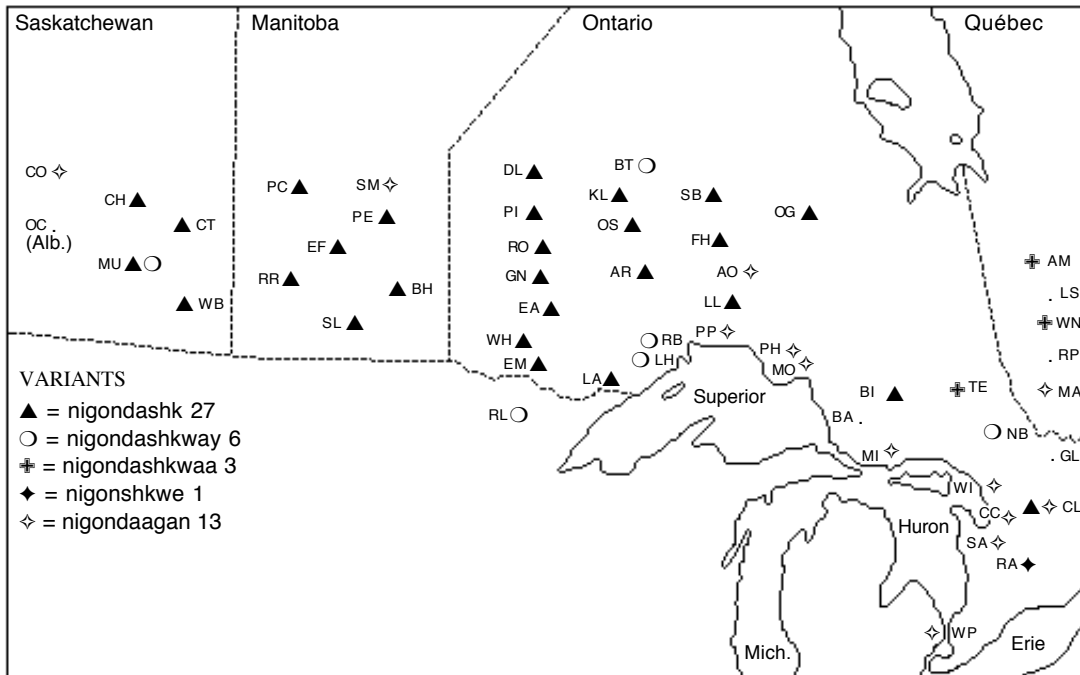 Saskatchewan Manitoba Ontario Québec
CO
SM
DL
BT
PC
CH
KL
SB
PE
PI
OG
OC
CT
OS
(Alb.)
EF
RO
FH
MU
AM
RR
GN
AR
AO
BH
LS
WB
EA
LL
SL
WN
PP
WH
RB
PH
RP
EM
LH
MO
LA
VARIANTS
▲ = nigondashk 27
○ = nigondashkway 6
✙ = nigondashkwaa 3
✦ = nigonshkwe 1
✧ = nigondaagan 13
Superior
BI
TE
MA
RL
BA
NB
MI
GL
WI
CC
CL
Huron
SA
RA
WP
Mich.
Erie